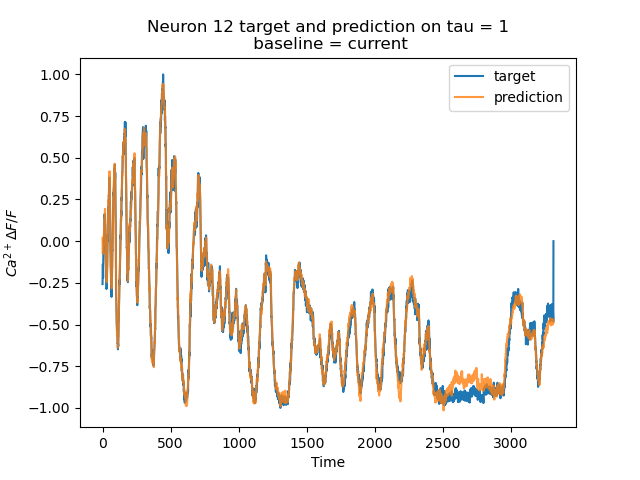 Neuron 12 target and prediction on tau = 1
baseline = current
target
prediction
1.00
0.75
0.50
0.25
0.00
−0.25
−0.50
−0.75
−1.00
Ca²⁺ ΔF/F
0 500 1000 1500 2000 2500 3000
Time